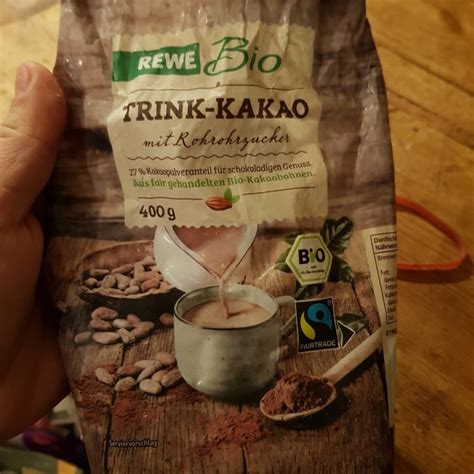 REWE Bio
TRINK-KAKAO
mit Rohrohrzucker
27 % Kakaopulveranteil für schokoladigen Genuss.
Aus fair gehandelten Bio-Kakaobohnen.
400 g
BIO
FAIRTRADE
Serviervorschlag